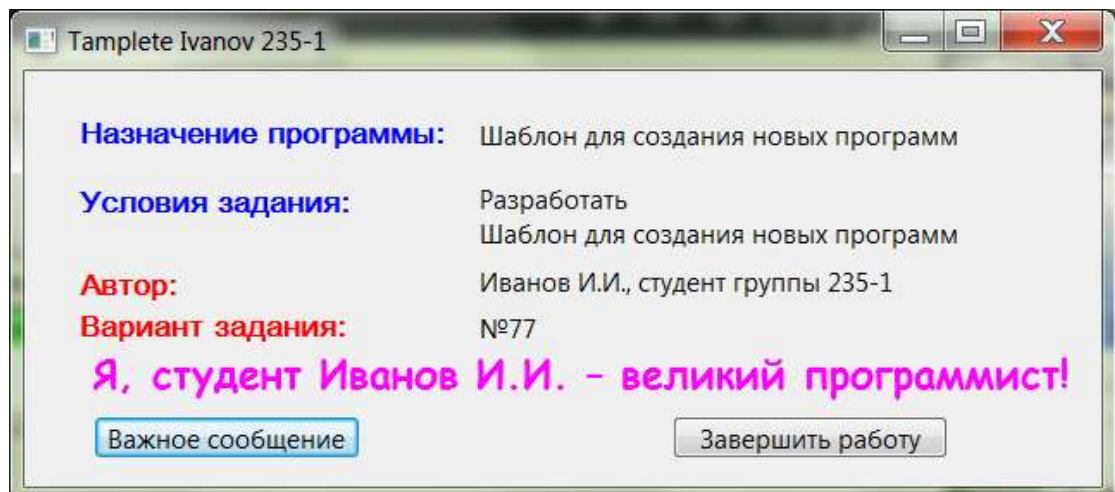 Tamplete Ivanov 235-1
Назначение программы: Шаблон для создания новых программ
Условия задания: Разработать
Шаблон для создания новых программ
Автор: Иванов И.И., студент группы 235-1
Вариант задания: №77
Я, студент Иванов И.И. – великий программист!
Важное сообщение Завершить работу